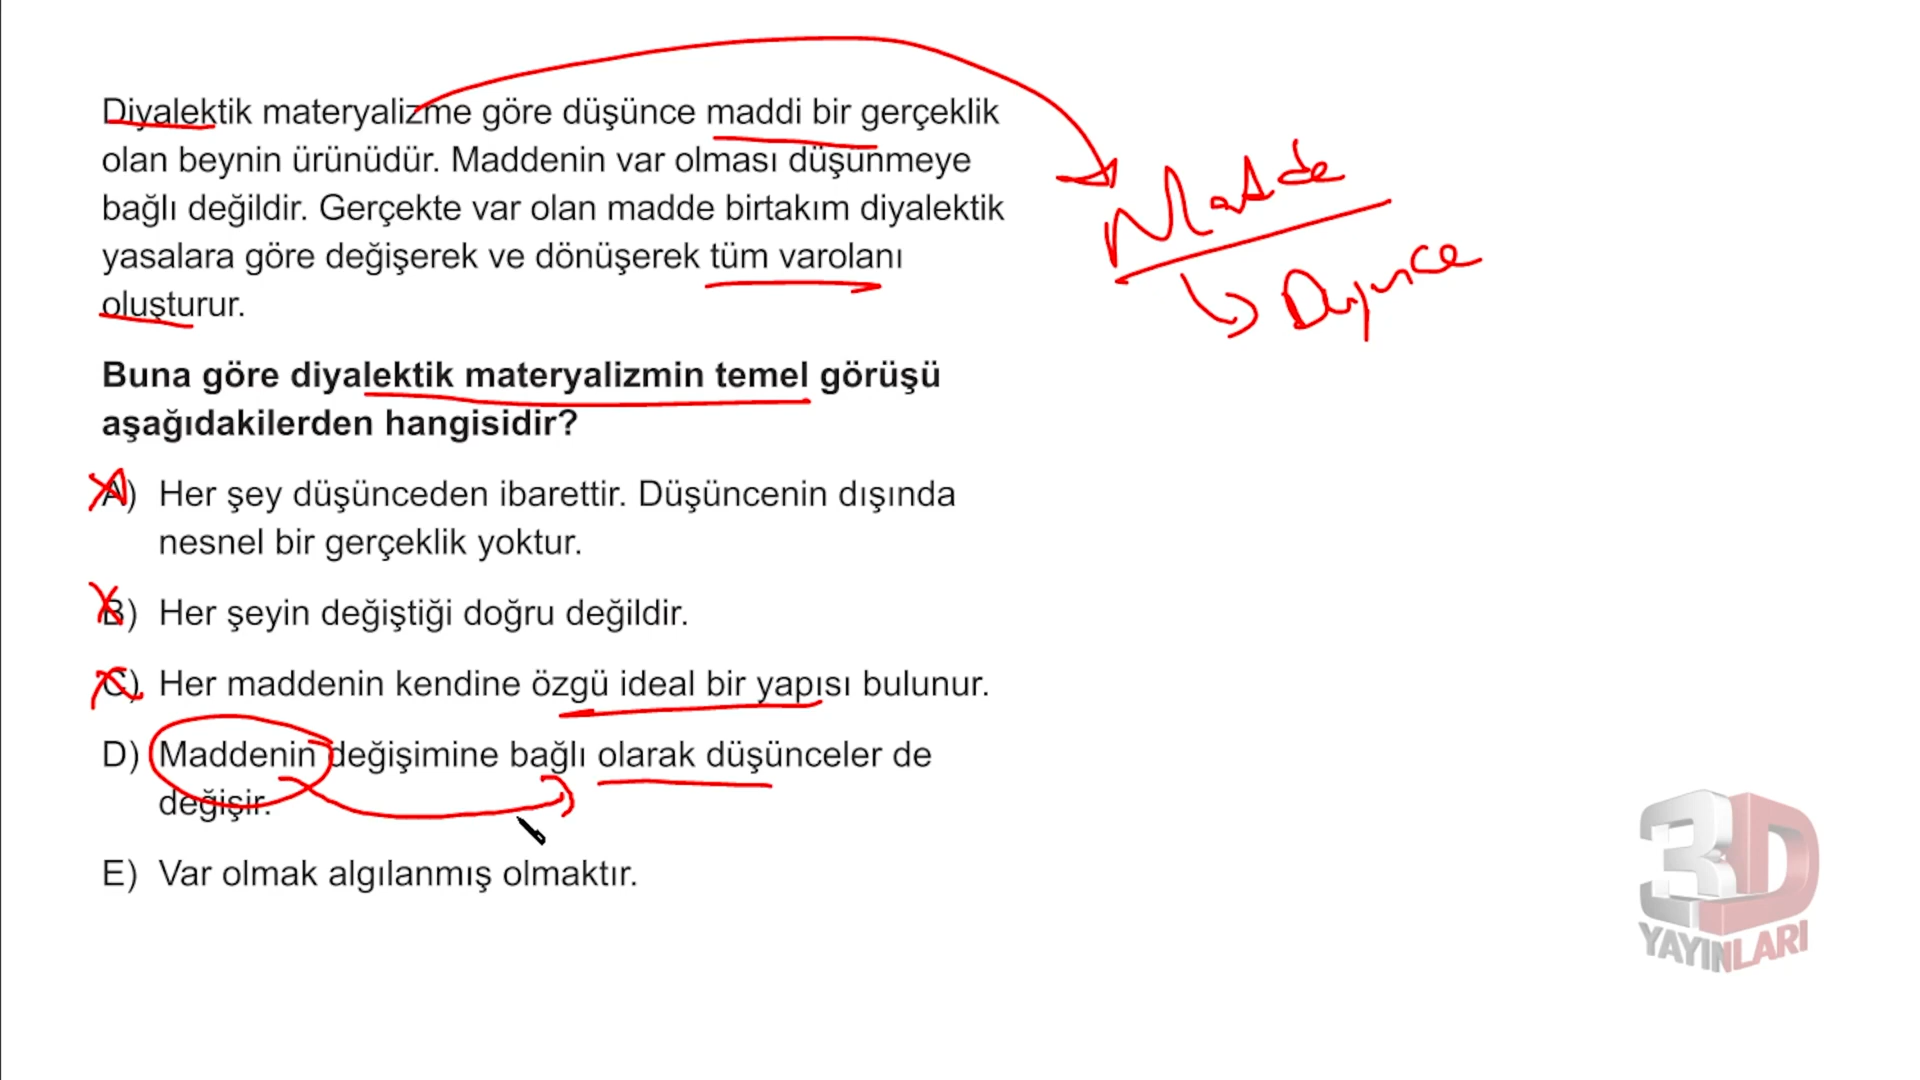 Diyalektik materyalizme göre düşünce maddi bir gerçeklik
olan beynin ürünüdür. Maddenin var olması düşünmeye
bağlı değildir. Gerçekte var olan madde birtakım diyalektik
yasalara göre değişerek ve dönüşerek tüm varolanı
oluşturur.
Madde
Düşünce
Buna göre diyalektik materyalizmin temel görüşü
aşağıdakilerden hangisidir?
A) Her şey düşünceden ibarettir. Düşüncenin dışında
nesnel bir gerçeklik yoktur.
B) Her şeyin değiştiği doğru değildir.
C) Her maddenin kendine özgü ideal bir yapısı bulunur.
D) Maddenin değişimine bağlı olarak düşünceler de
değişir.
E) Var olmak algılanmış olmaktır.
3D
YAYINLARI